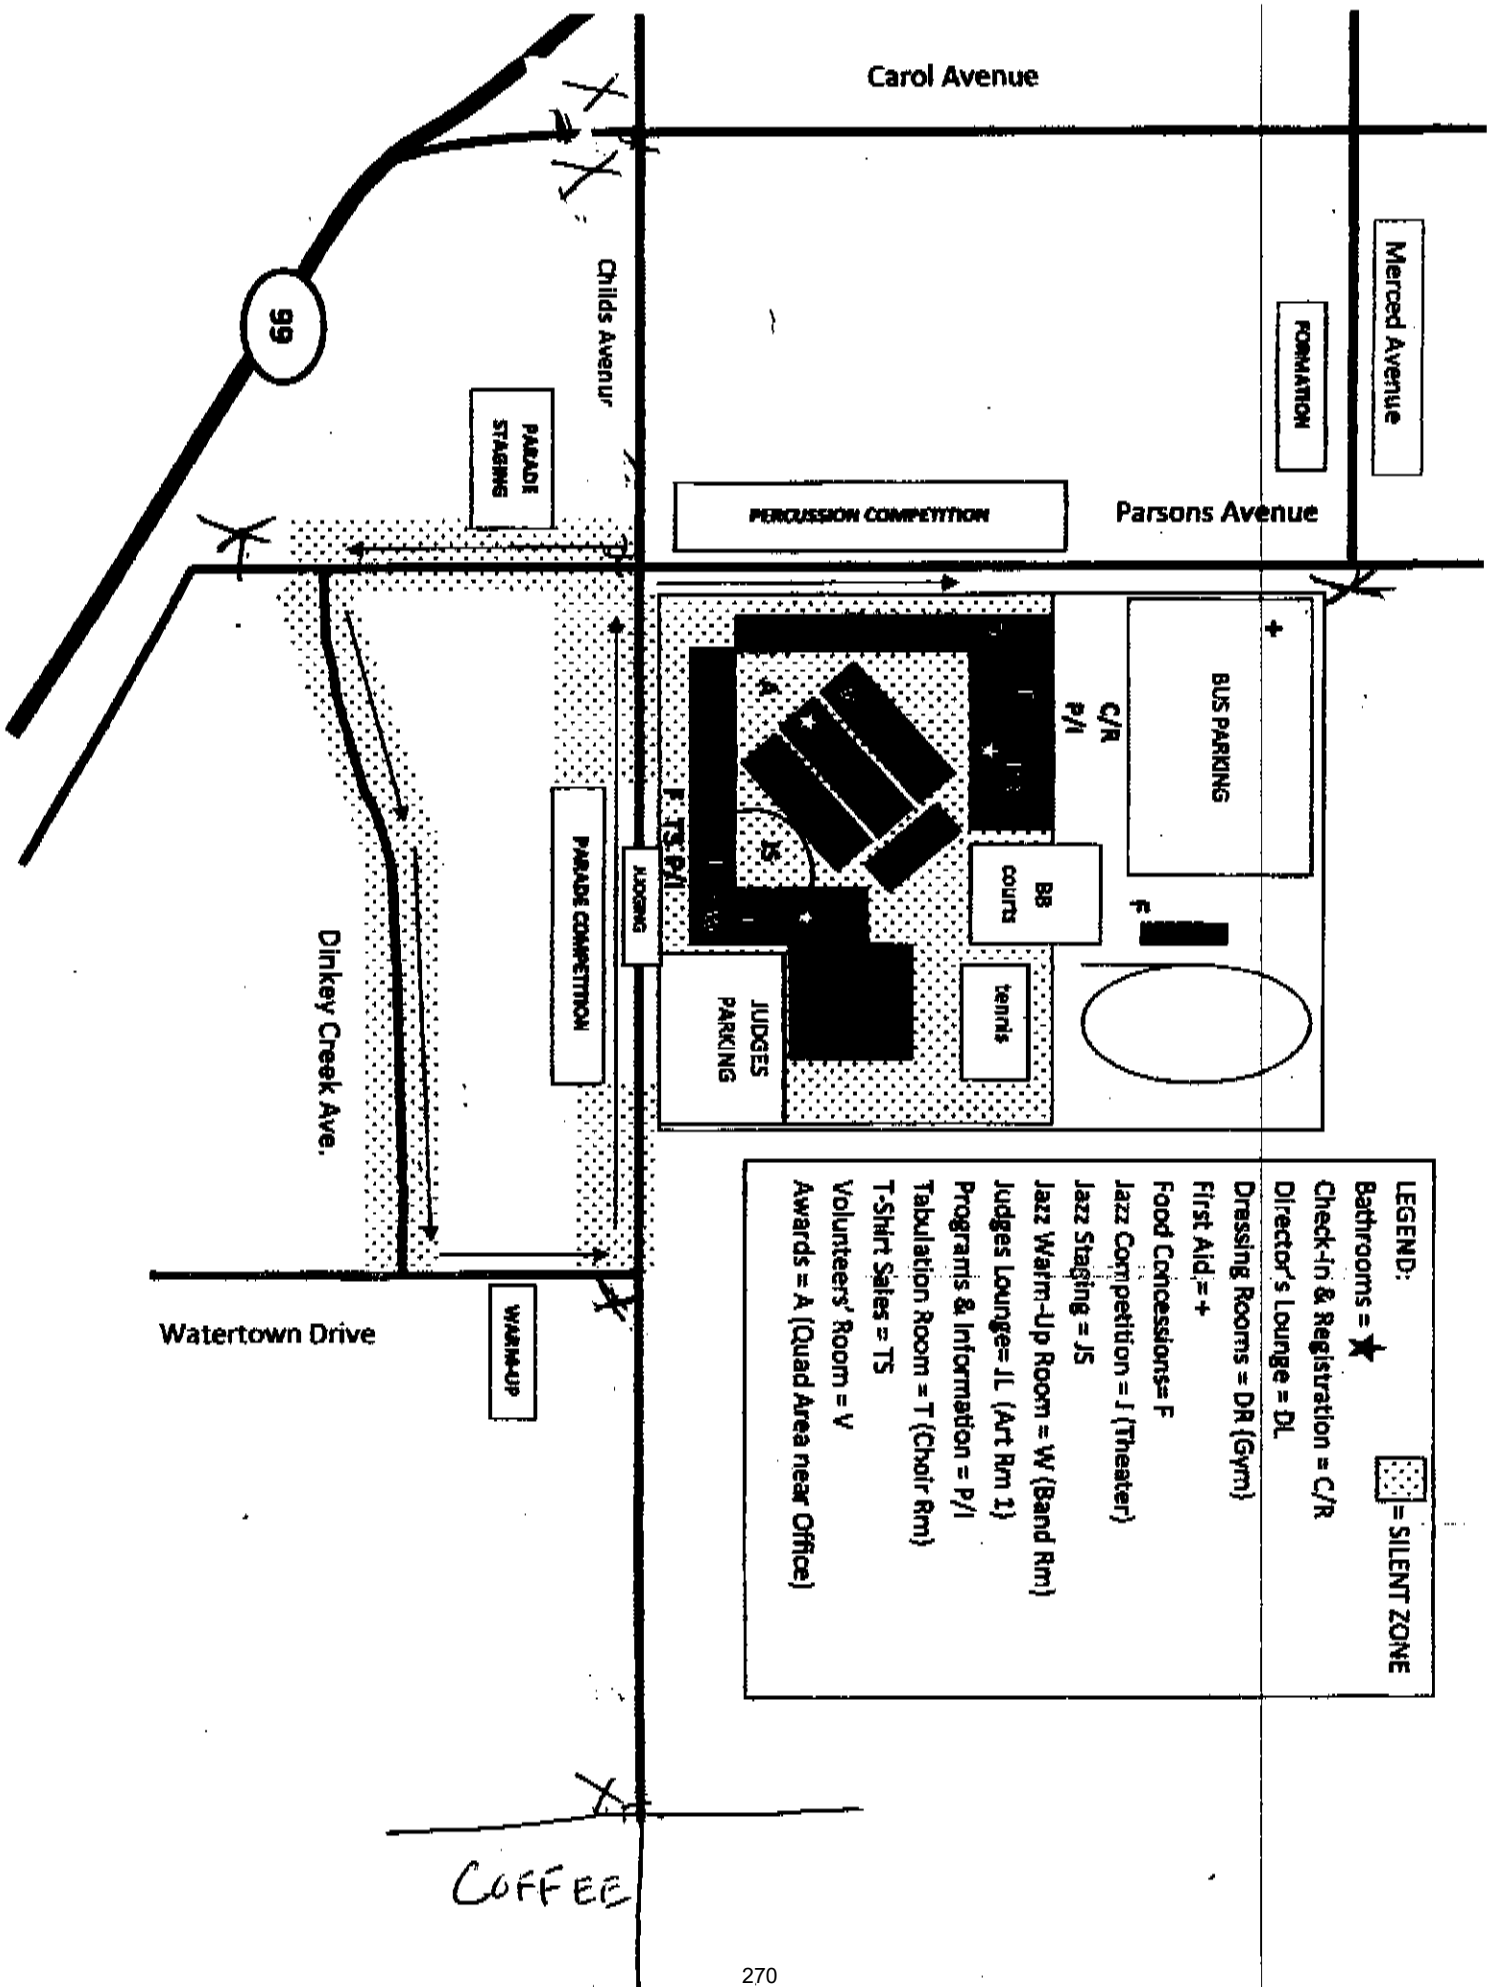 Carol Avenue
Merced Avenue
FORMATION
Childs Avenur
99
PARADE
STAGING
PERCUSSION COMPETITION
Parsons Avenue
+
BUS PARKING
C/R
P/I
A
V
JS
F TS P/I
BB
courts
F
tennis
JUDGING
PARADE COMPETITION
JUDGES
PARKING
Dinkey Creek Ave.
Watertown Drive
WARM-UP
LEGEND:
= SILENT ZONE
Bathrooms = ★
Check-in & Registration = C/R
Director's Lounge = DL
Dressing Rooms = DR (Gym)
First Aid = +
Food Concessions= F
Jazz Competition = J (Theater)
Jazz Staging = JS
Jazz Warm-Up Room = W (Band Rm)
Judges Lounge= JL (Art Rm 1)
Programs & Information = P/I
Tabulation Room = T (Choir Rm)
T-Shirt Sales = TS
Volunteers' Room = V
Awards = A (Quad Area near Office)
COFFEE
270